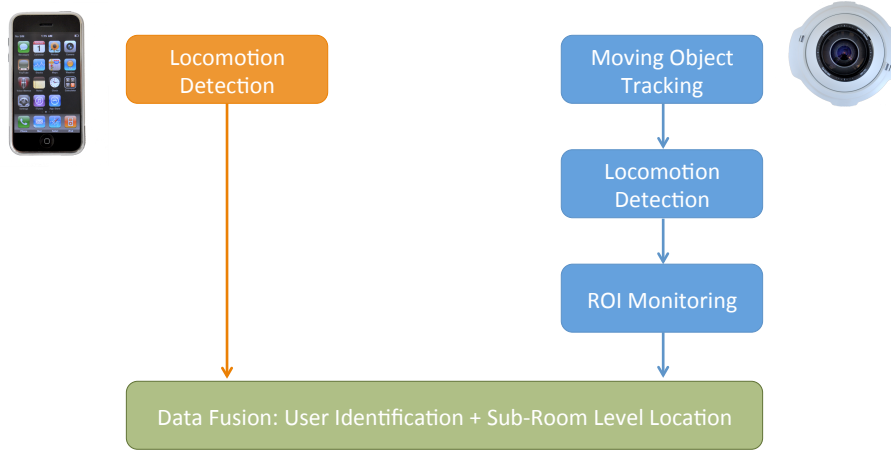 Locomotion
Detection
Moving Object
Tracking
Locomotion
Detection
ROI Monitoring
Data Fusion: User Identification + Sub-Room Level Location